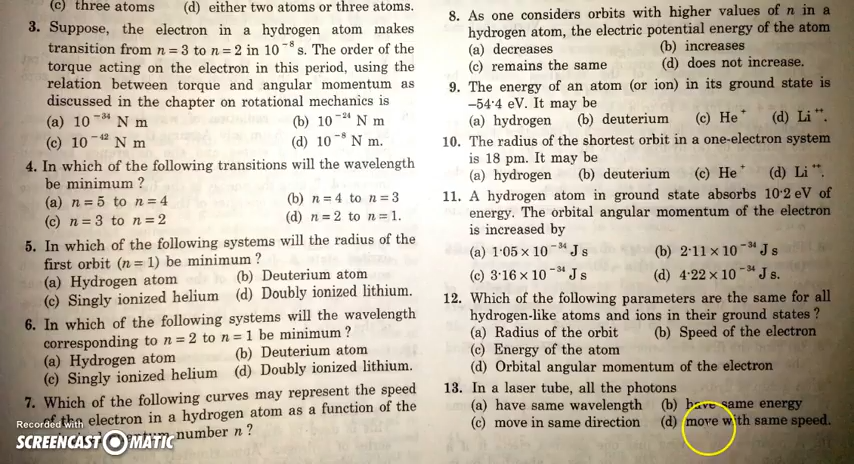 (c) three atoms (d) either two atoms or three atoms.
3. Suppose, the electron in a hydrogen atom makes
transition from n = 3 to n = 2 in 10⁻⁸ s. The order of the
torque acting on the electron in this period, using the
relation between torque and angular momentum as
discussed in the chapter on rotational mechanics is
(a) 10⁻³⁴ N m (b) 10⁻²⁴ N m
(c) 10⁻⁴² N m (d) 10⁻⁸ N m.
4. In which of the following transitions will the wavelength
be minimum ?
(a) n = 5 to n = 4 (b) n = 4 to n = 3
(c) n = 3 to n = 2 (d) n = 2 to n = 1.
5. In which of the following systems will the radius of the
first orbit (n = 1) be minimum ?
(a) Hydrogen atom (b) Deuterium atom
(c) Singly ionized helium (d) Doubly ionized lithium.
6. In which of the following systems will the wavelength
corresponding to n = 2 to n = 1 be minimum ?
(a) Hydrogen atom (b) Deuterium atom
(c) Singly ionized helium (d) Doubly ionized lithium.
7. Which of the following curves may represent the speed
of the electron in a hydrogen atom as a function of the
number n ?
8. As one considers orbits with higher values of n in a
hydrogen atom, the electric potential energy of the atom
(a) decreases (b) increases
(c) remains the same (d) does not increase.
9. The energy of an atom (or ion) in its ground state is
–54·4 eV. It may be
(a) hydrogen (b) deuterium (c) He⁺ (d) Li⁺⁺.
10. The radius of the shortest orbit in a one-electron system
is 18 pm. It may be
(a) hydrogen (b) deuterium (c) He⁺ (d) Li⁺⁺.
11. A hydrogen atom in ground state absorbs 10·2 eV of
energy. The orbital angular momentum of the electron
is increased by
(a) 1·05 × 10⁻³⁴ J s (b) 2·11 × 10⁻³⁴ J s
(c) 3·16 × 10⁻³⁴ J s (d) 4·22 × 10⁻³⁴ J s.
12. Which of the following parameters are the same for all
hydrogen-like atoms and ions in their ground states ?
(a) Radius of the orbit (b) Speed of the electron
(c) Energy of the atom
(d) Orbital angular momentum of the electron
13. In a laser tube, all the photons
(a) have same wavelength (b) have same energy
(c) move in same direction (d) move with same speed.
Recorded with
SCREENCAST MATIC